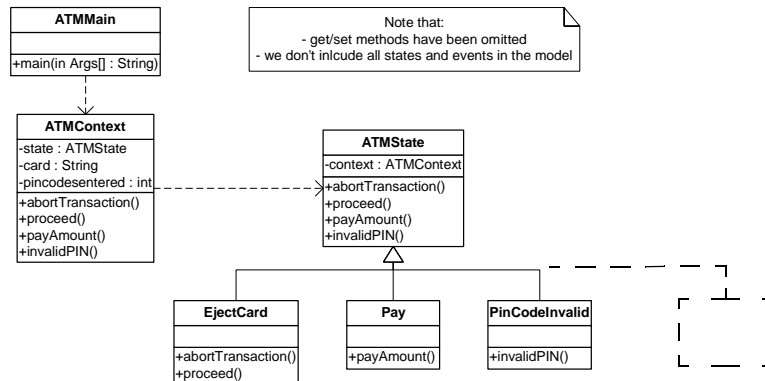 ATMMain
+main(in Args[] : String)
Note that:
- get/set methods have been omitted
- we don't inlcude all states and events in the model
ATMContext
-state : ATMState
-card : String
-pincodesentered : int
+abortTransaction()
+proceed()
+payAmount()
+invalidPIN()
ATMState
-context : ATMContext
+abortTransaction()
+proceed()
+payAmount()
+invalidPIN()
EjectCard
+abortTransaction()
+proceed()
Pay
+payAmount()
PinCodeInvalid
+invalidPIN()